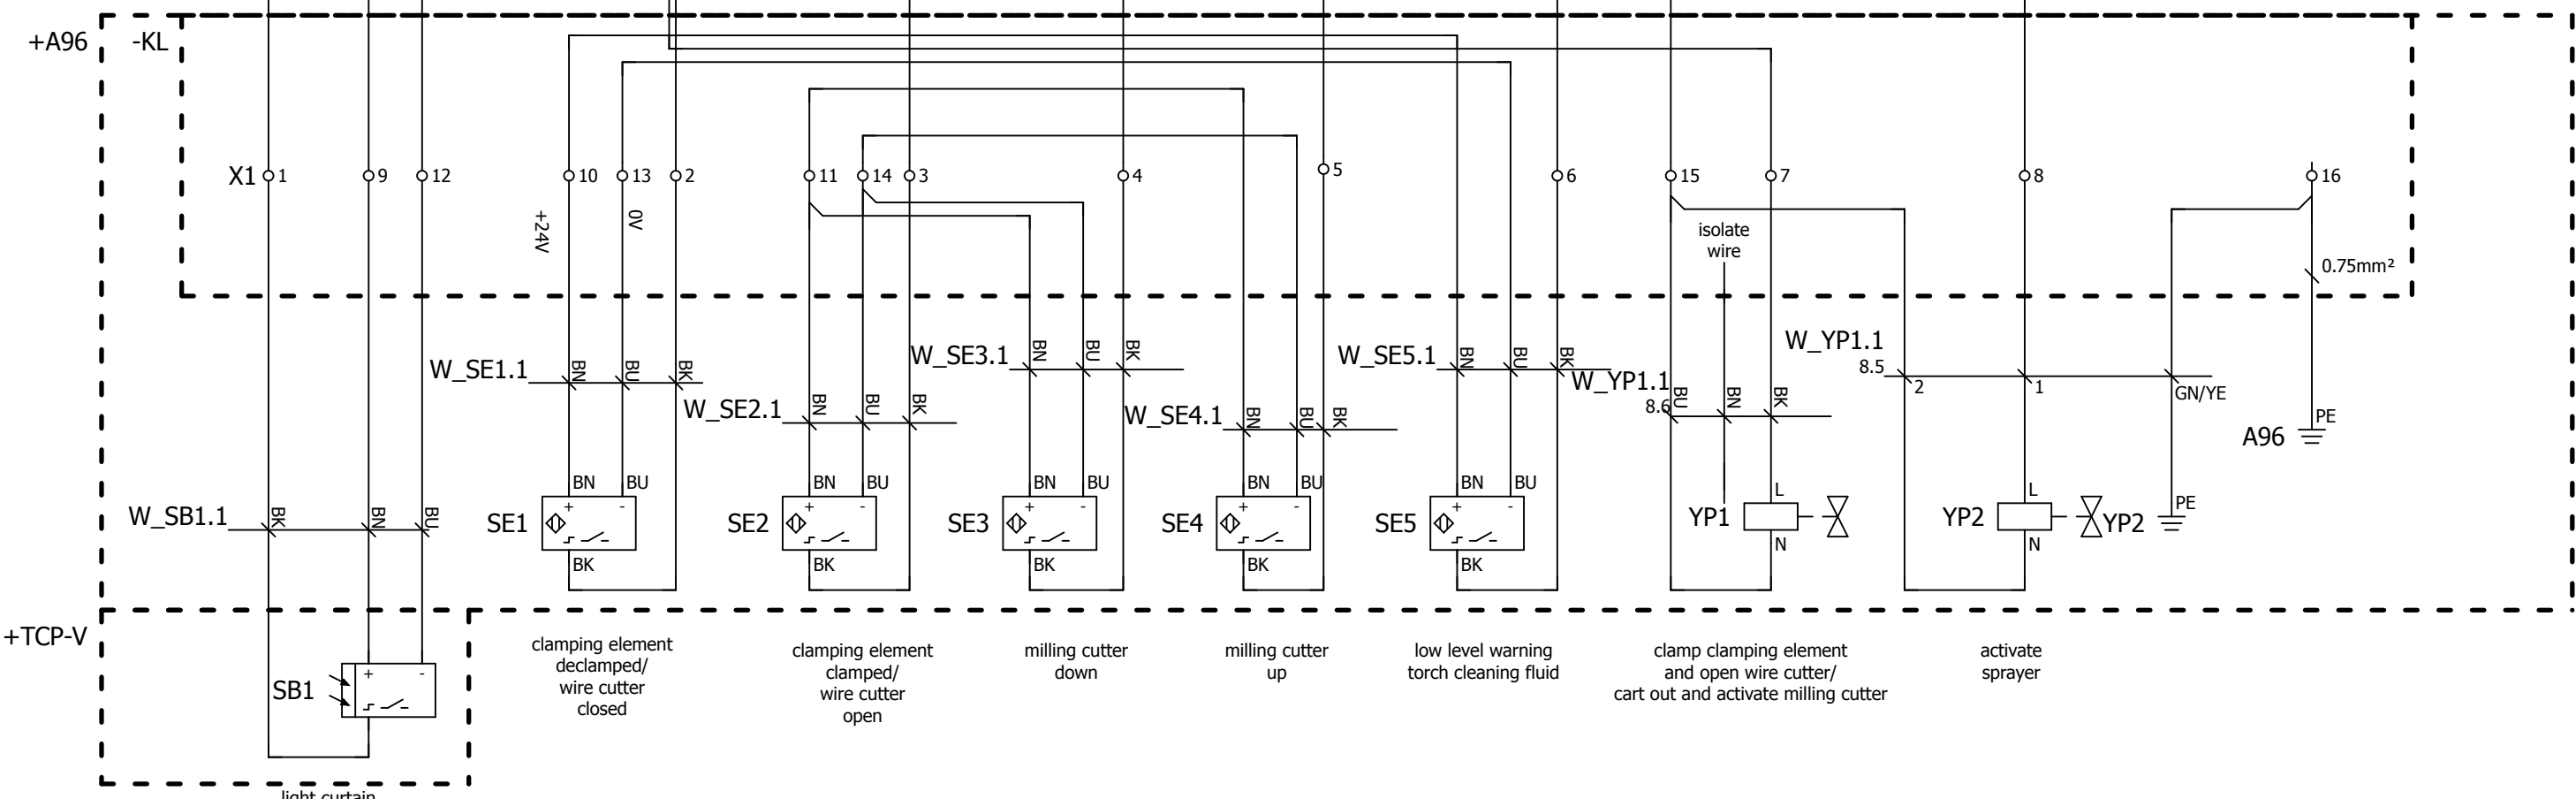 +A96
-KL
X1
1
9
12
10
13
2
11
14
3
4
5
6
15
7
8
16
+24V
0V
isolate
wire
0.75mm²
W_SE1.1
BN
BU
BK
W_SE2.1
BN
BU
BK
W_SE3.1
BN
BU
BK
W_SE4.1
BN
BU
BK
W_SE5.1
BN
BU
BK
W_YP1.1
8.6
BU
BN
BK
W_YP1.1
8.5
2
1
GN/YE
PE
A96
W_SB1.1
BK
BN
BU
BN
BU
SE1
+
-
BK
BN
BU
SE2
+
-
BK
BN
BU
SE3
+
-
BK
BN
BU
SE4
+
-
BK
BN
BU
SE5
+
-
BK
YP1
L
N
YP2
L
N
YP2
PE
+TCP-V
SB1
+
-
clamping element
declamped/
wire cutter
closed
clamping element
clamped/
wire cutter
open
milling cutter
down
milling cutter
up
low level warning
torch cleaning fluid
clamp clamping element
and open wire cutter/
cart out and activate milling cutter
activate
sprayer
light curtain